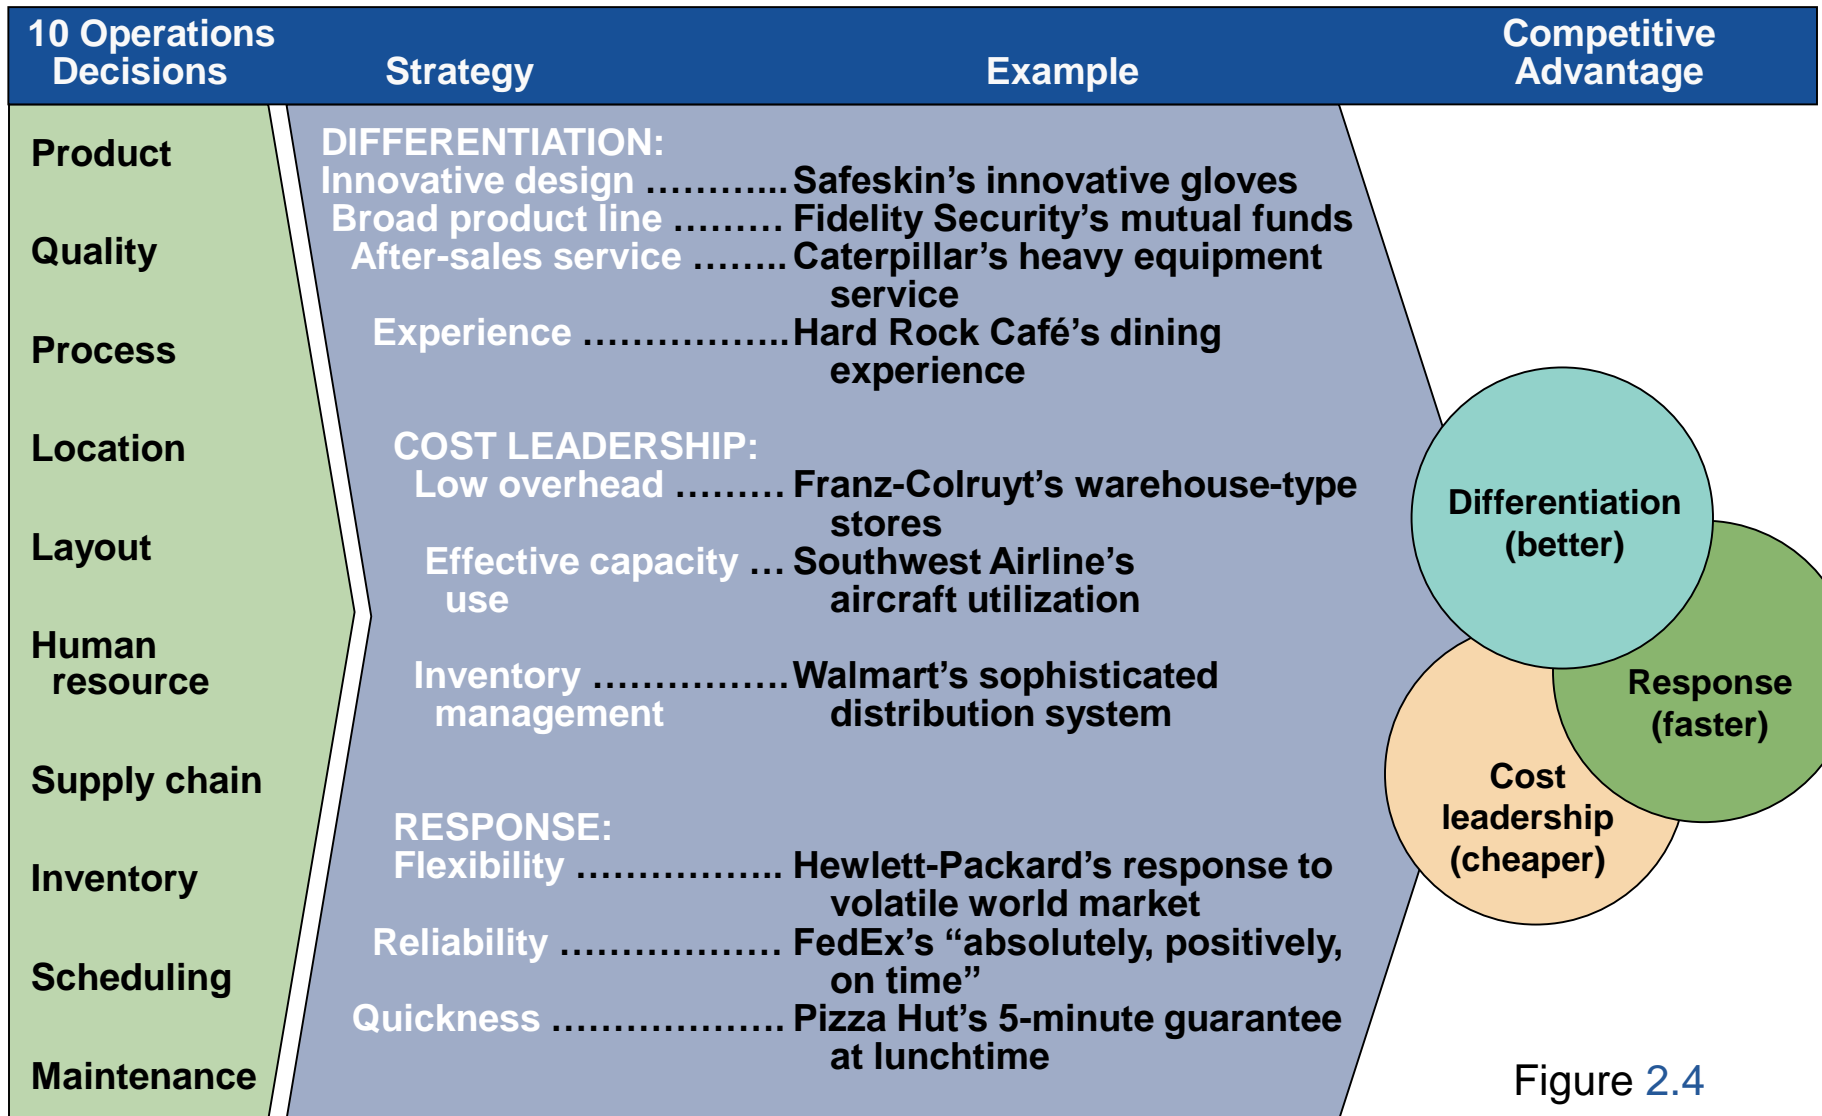 10 Operations
Decisions
Strategy
Example
Competitive
Advantage
Product
Quality
Process
Location
Layout
Human
resource
Supply chain
Inventory
Scheduling
Maintenance
DIFFERENTIATION:
Innovative design ………... Safeskin’s innovative gloves
Broad product line ……… Fidelity Security’s mutual funds
After-sales service …….. Caterpillar’s heavy equipment
service
Experience …………….. Hard Rock Café’s dining
experience
COST LEADERSHIP:
Low overhead ……… Franz-Colruyt’s warehouse-type
stores
Effective capacity … Southwest Airline’s
use aircraft utilization
Inventory ……………. Walmart’s sophisticated
management distribution system
RESPONSE:
Flexibility …………….. Hewlett-Packard’s response to
volatile world market
Reliability ……………… FedEx’s “absolutely, positively,
on time”
Quickness ………………. Pizza Hut’s 5-minute guarantee
at lunchtime
Differentiation
(better)
Response
(faster)
Cost
leadership
(cheaper)
Figure 2.4